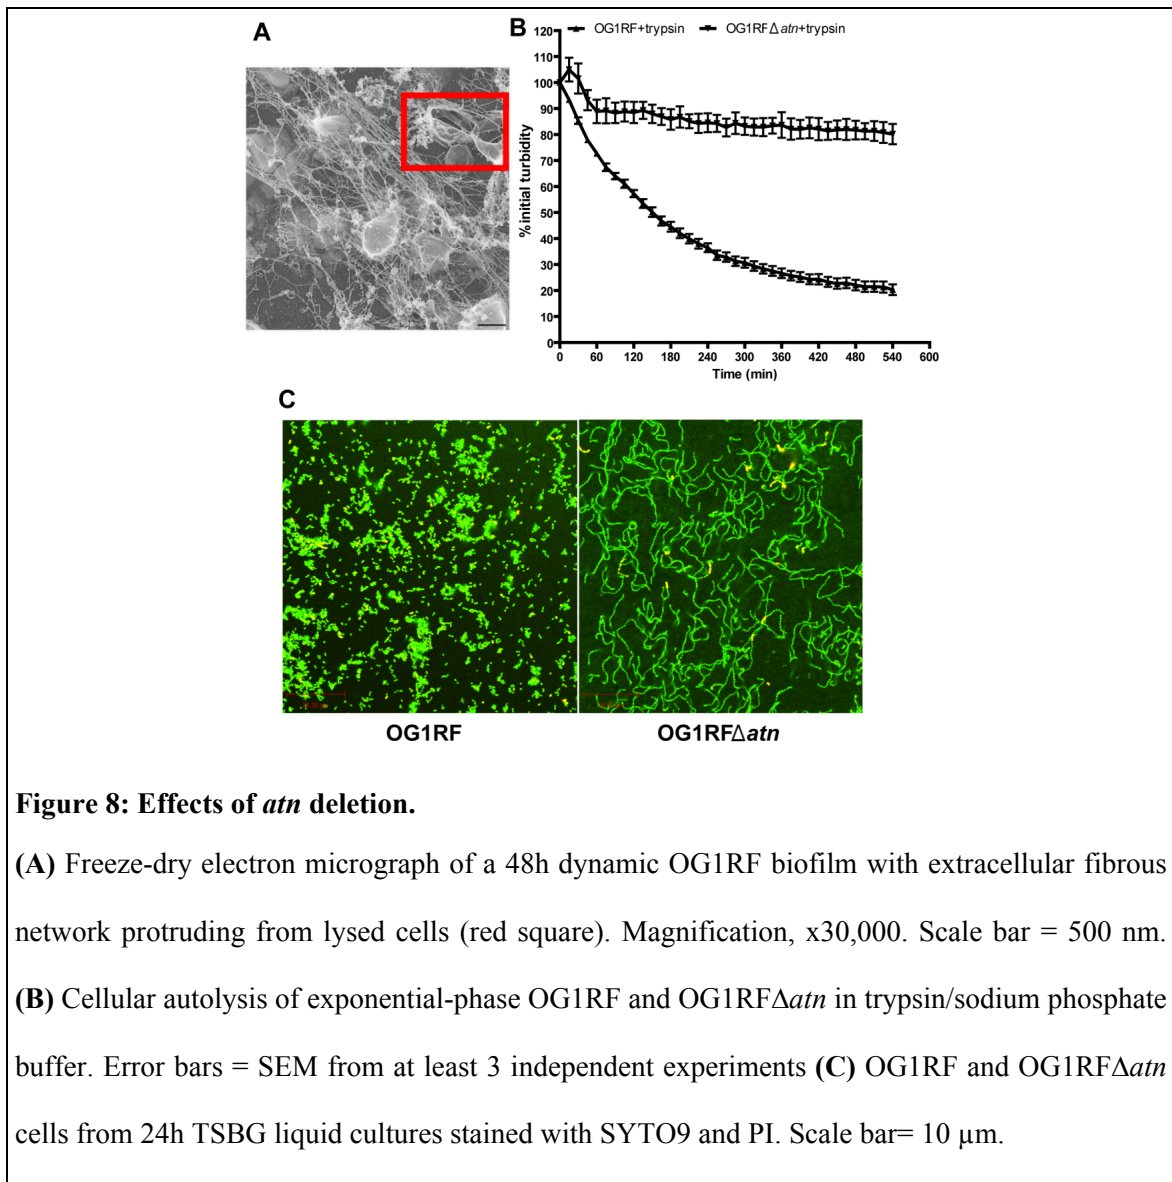 A
B
OG1RF+trypsin OG1RFΔatn+trypsin
% initial turbidity
120
110
100
90
80
70
60
50
40
30
20
10
0
0 60 120 180 240 300 360 420 480 540 600
Time (min)
C
OG1RF OG1RFΔatn
Figure 8: Effects of atn deletion.
(A) Freeze-dry electron micrograph of a 48h dynamic OG1RF biofilm with extracellular fibrous
network protruding from lysed cells (red square). Magnification, x30,000. Scale bar = 500 nm.
(B) Cellular autolysis of exponential-phase OG1RF and OG1RFΔatn in trypsin/sodium phosphate
buffer. Error bars = SEM from at least 3 independent experiments (C) OG1RF and OG1RFΔatn
cells from 24h TSBG liquid cultures stained with SYTO9 and PI. Scale bar= 10 µm.